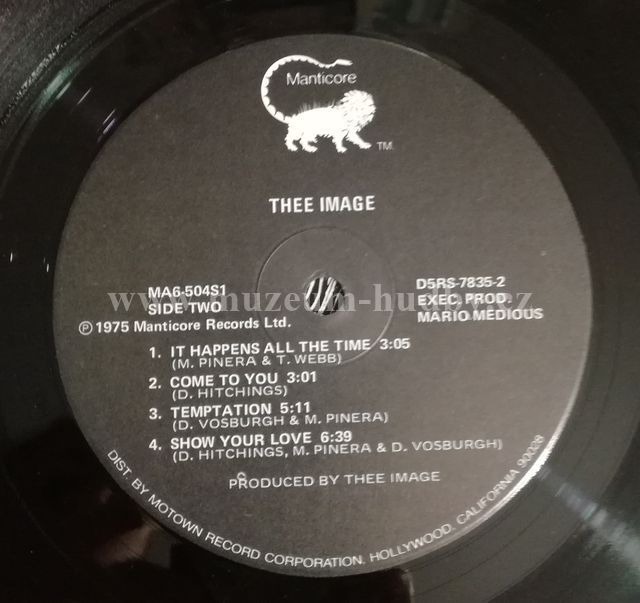 Manticore
TM.
THEE IMAGE
MA6-504S1
SIDE TWO
℗ 1975 Manticore Records Ltd.
D5RS-7835-2
EXEC. PROD.
MARIO MEDIOUS
www.muzeum-hudby.cz
1. IT HAPPENS ALL THE TIME 3:05
(M. PINERA & T. WEBB)
2. COME TO YOU 3:01
(D. HITCHINGS)
3. TEMPTATION 5:11
(D. VOSBURGH & M. PINERA)
4. SHOW YOUR LOVE 6:39
(D. HITCHINGS, M. PINERA & D. VOSBURGH)
PRODUCED BY THEE IMAGE
DIST. BY MOTOWN RECORD CORPORATION, HOLLYWOOD, CALIFORNIA 90028